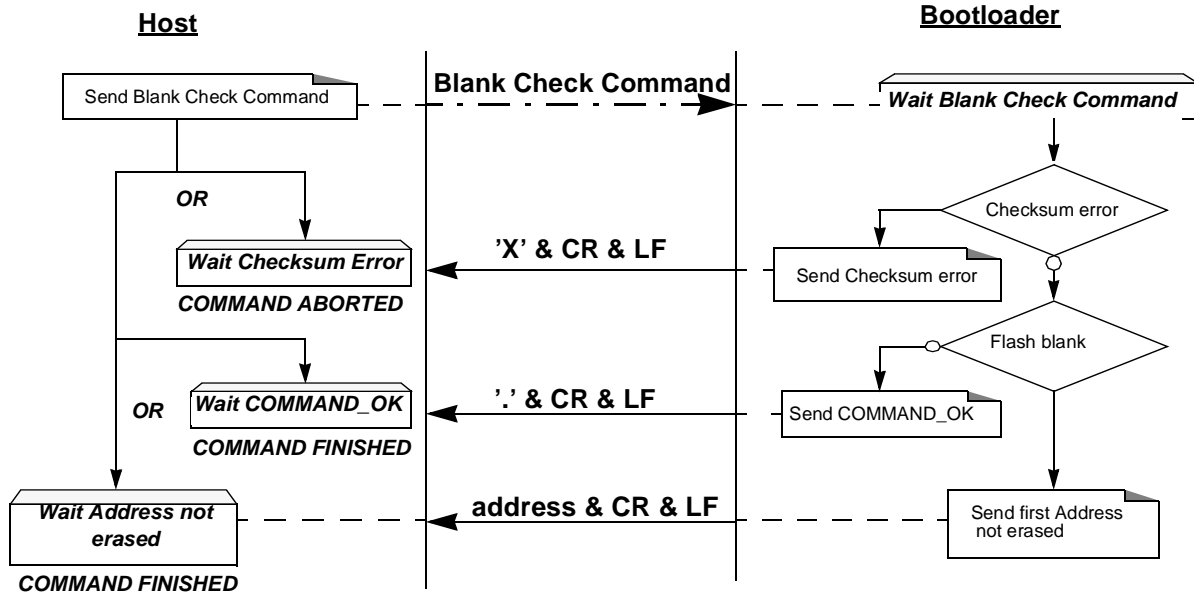 Host
Bootloader
Send Blank Check Command
Blank Check Command
Wait Blank Check Command
OR
Checksum error
Wait Checksum Error
’X’ & CR & LF
Send Checksum error
COMMAND ABORTED
Flash blank
OR
Wait COMMAND_OK
’.’ & CR & LF
Send COMMAND_OK
COMMAND FINISHED
Wait Address not
erased
address & CR & LF
Send first Address
not erased
COMMAND FINISHED